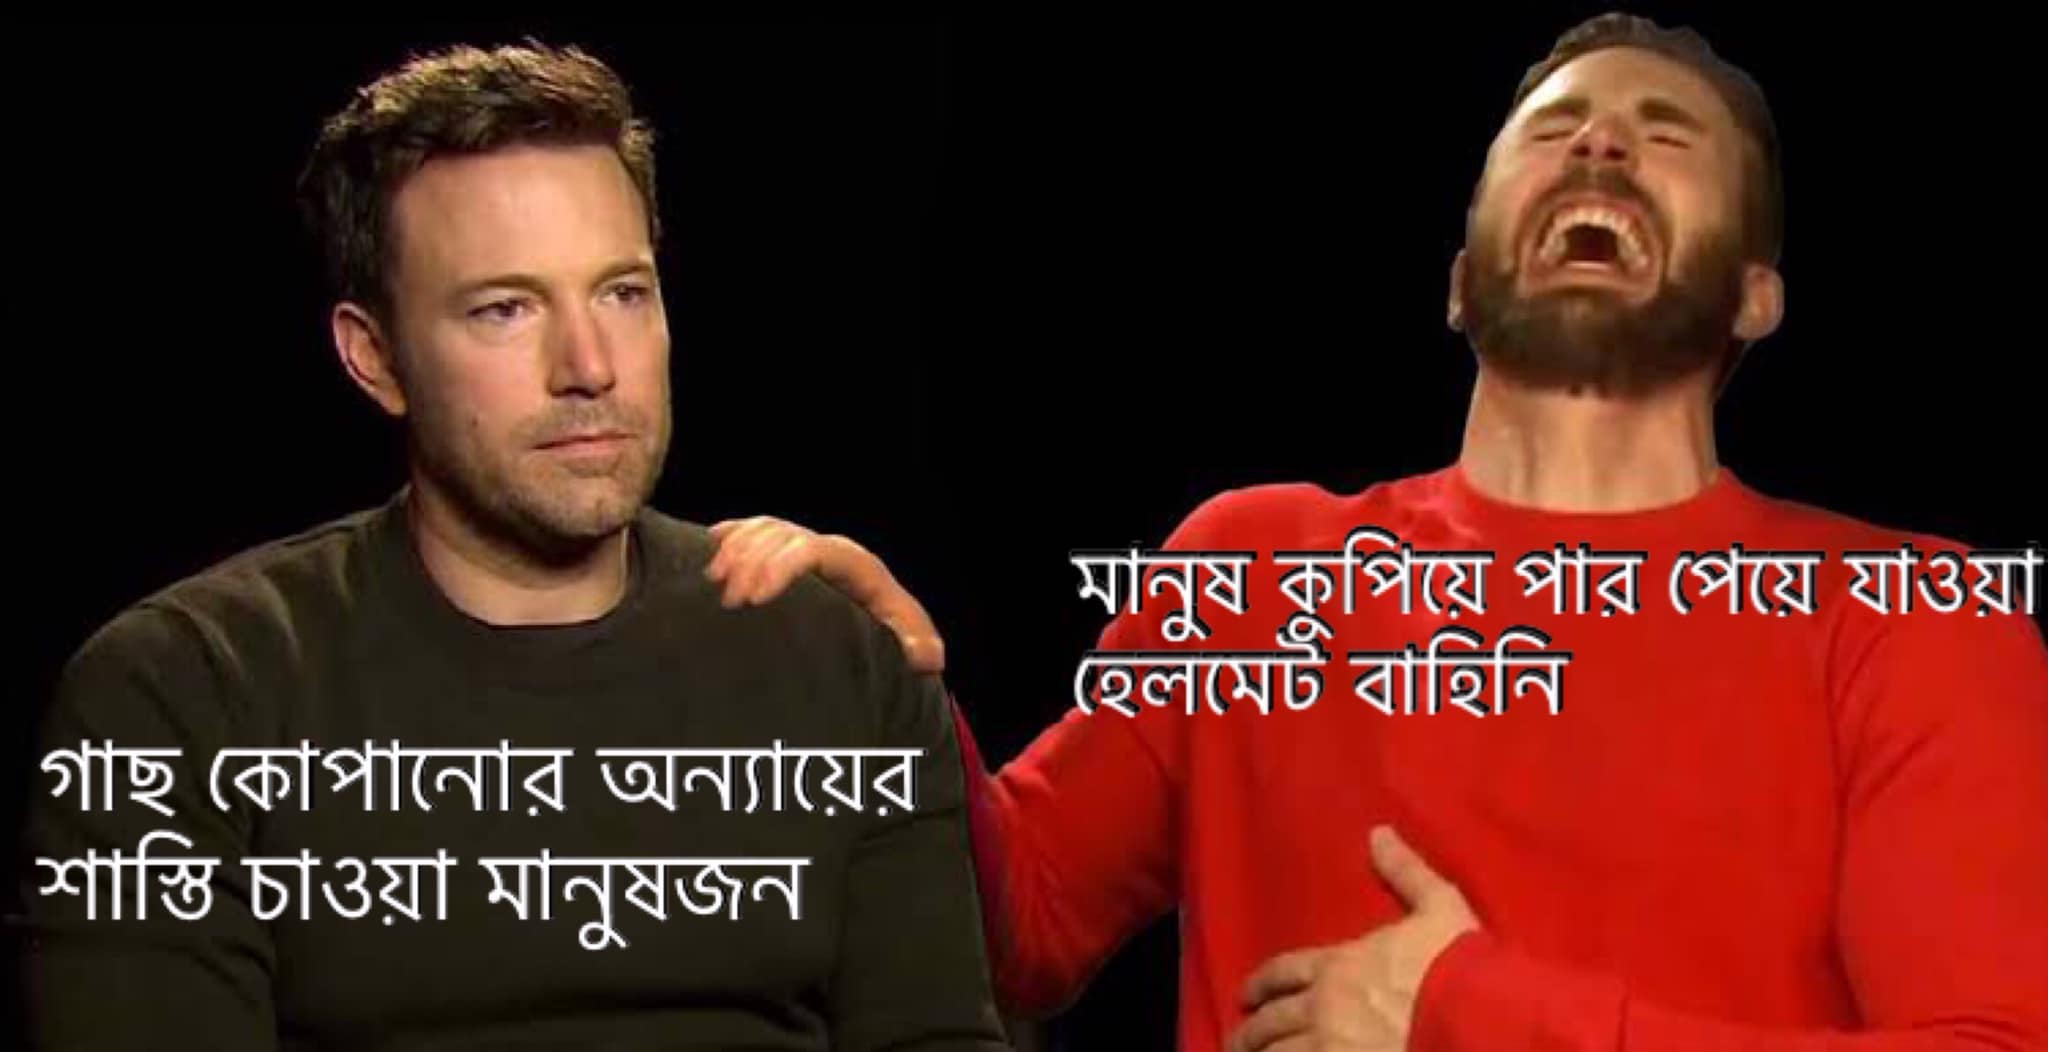 গাছ কোপানোর অন্যায়ের
শাস্তি চাওয়া মানুষজন
মানুষ কুপিয়ে পার পেয়ে যাওয়া
হেলমেট বাহিনি